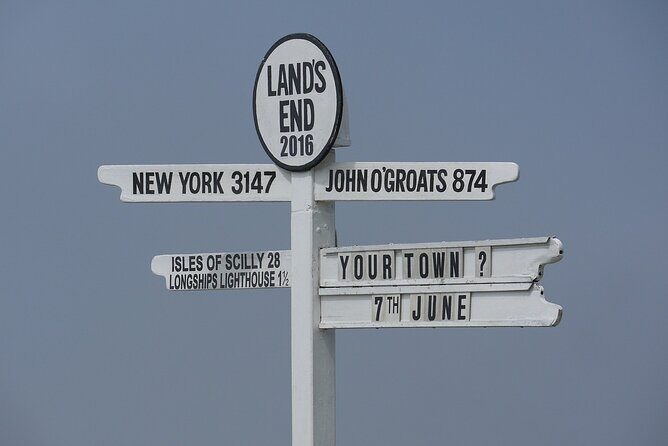 LAND'S
END
2016
NEW YORK 3147
JOHN O'GROATS 874
ISLES OF SCILLY 28
LONGSHIPS LIGHTHOUSE 1½
YOUR TOWN ?
7TH JUNE